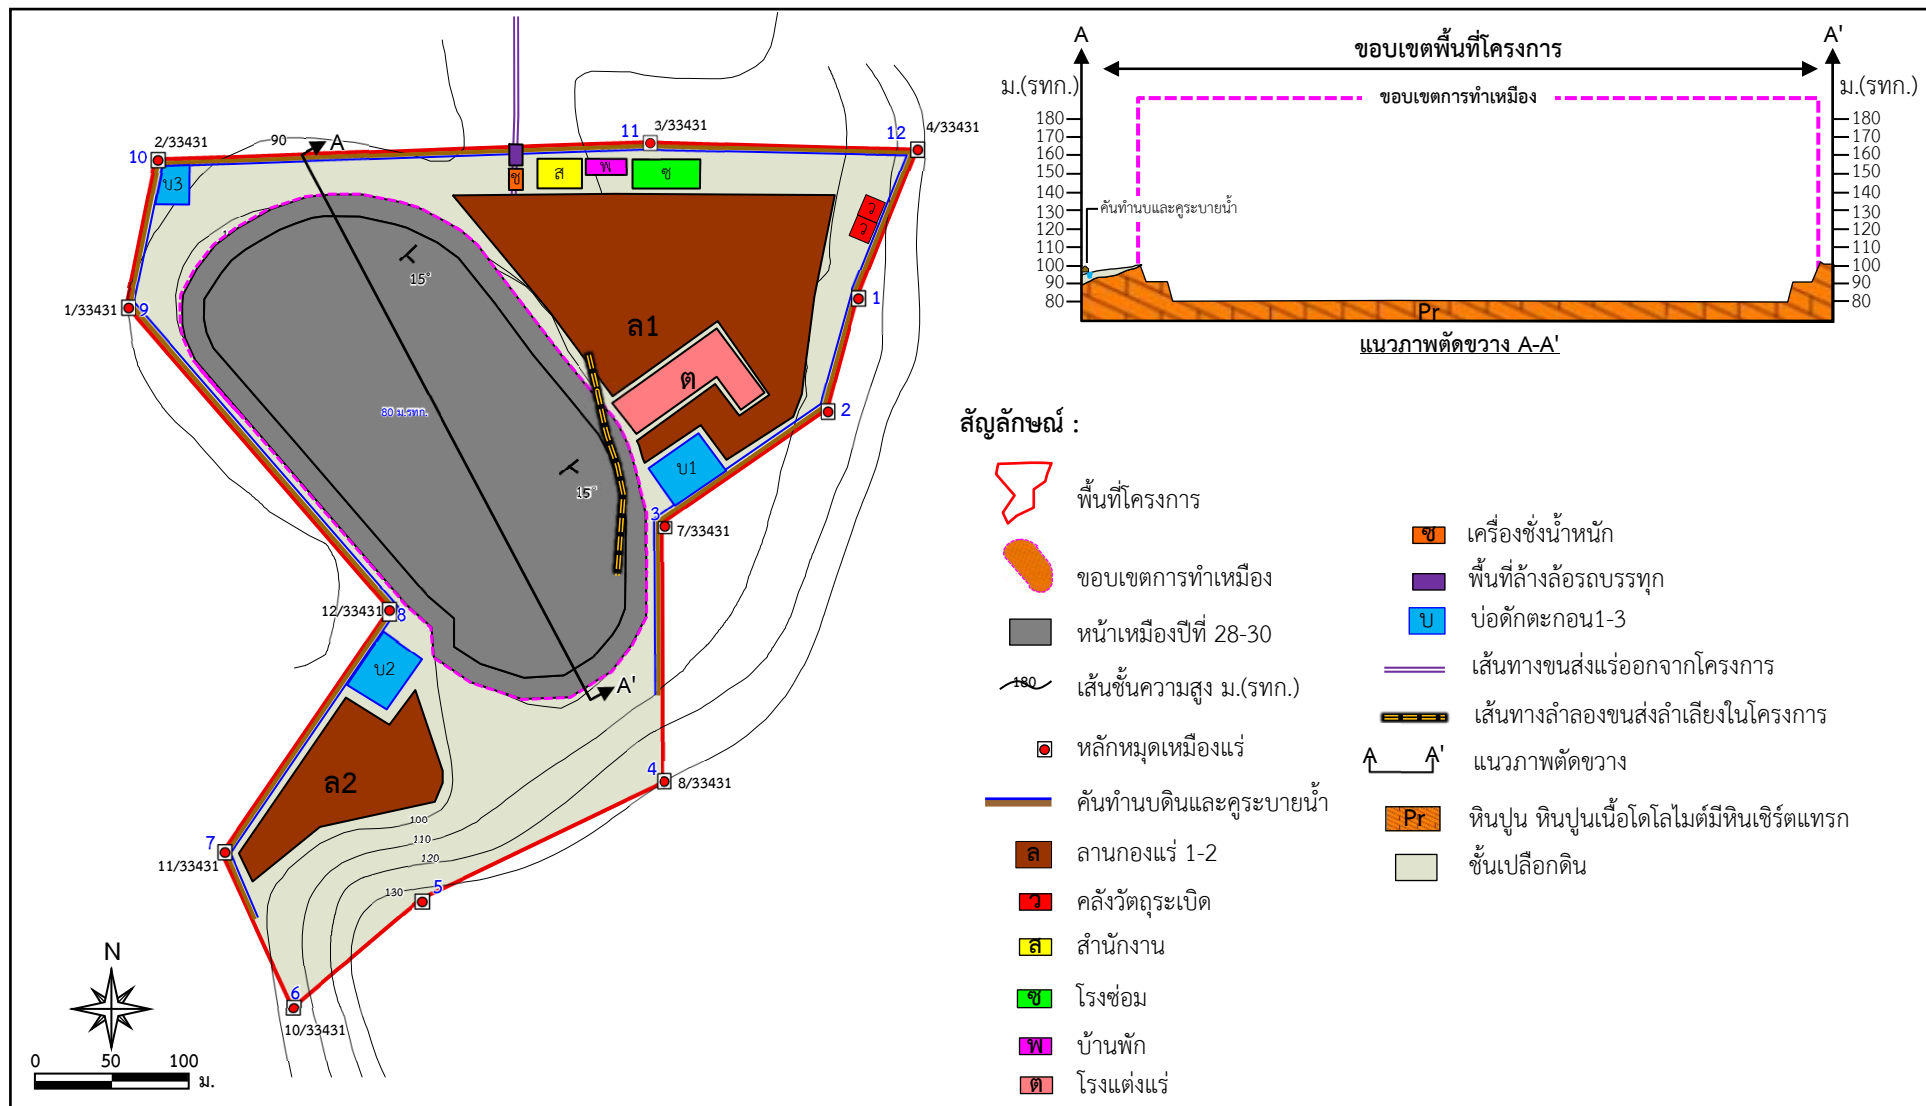 2/33431
10
90
A
11
3/33431
12
4/33431
บ3
ช
ส
พ
ซ
ว
ว
15°
1/33431
9
1
ล1
ต
80 ม.รทก.
2
บ1
15°
3
7/33431
12/33431
8
บ2
A'
4
8/33431
ล2
100
110
120
130
5
7
11/33431
6
10/33431
N
0 50 100
ม.
A
A'
ขอบเขตพื้นที่โครงการ
ม.(รทก.)
ม.(รทก.)
ขอบเขตการทำเหมือง
180
170
160
150
140
130
120
110
100
90
80
180
170
160
150
140
130
120
110
100
90
80
คันทำนบและคูระบายน้ำ
Pr
แนวภาพตัดขวาง A-A'
สัญลักษณ์ :
พื้นที่โครงการ
ขอบเขตการทำเหมือง
หน้าเหมืองปีที่ 28-30
180 เส้นชั้นความสูง ม.(รทก.)
หลักหมุดเหมืองแร่
คันทำนบดินและคูระบายน้ำ
ล ลานกองแร่ 1-2
ว คลังวัตถุระเบิด
ส สำนักงาน
ซ โรงซ่อม
พ บ้านพัก
ต โรงแต่งแร่
ช เครื่องชั่งน้ำหนัก
พื้นที่ล้างล้อรถบรรทุก
บ บ่อดักตะกอน1-3
เส้นทางขนส่งแร่ออกจากโครงการ
เส้นทางลำลองขนส่งลำเลียงในโครงการ
A A' แนวภาพตัดขวาง
Pr หินปูน หินปูนเนื้อโดโลไมต์มีหินเชิร์ตแทรก
ชั้นเปลือกดิน